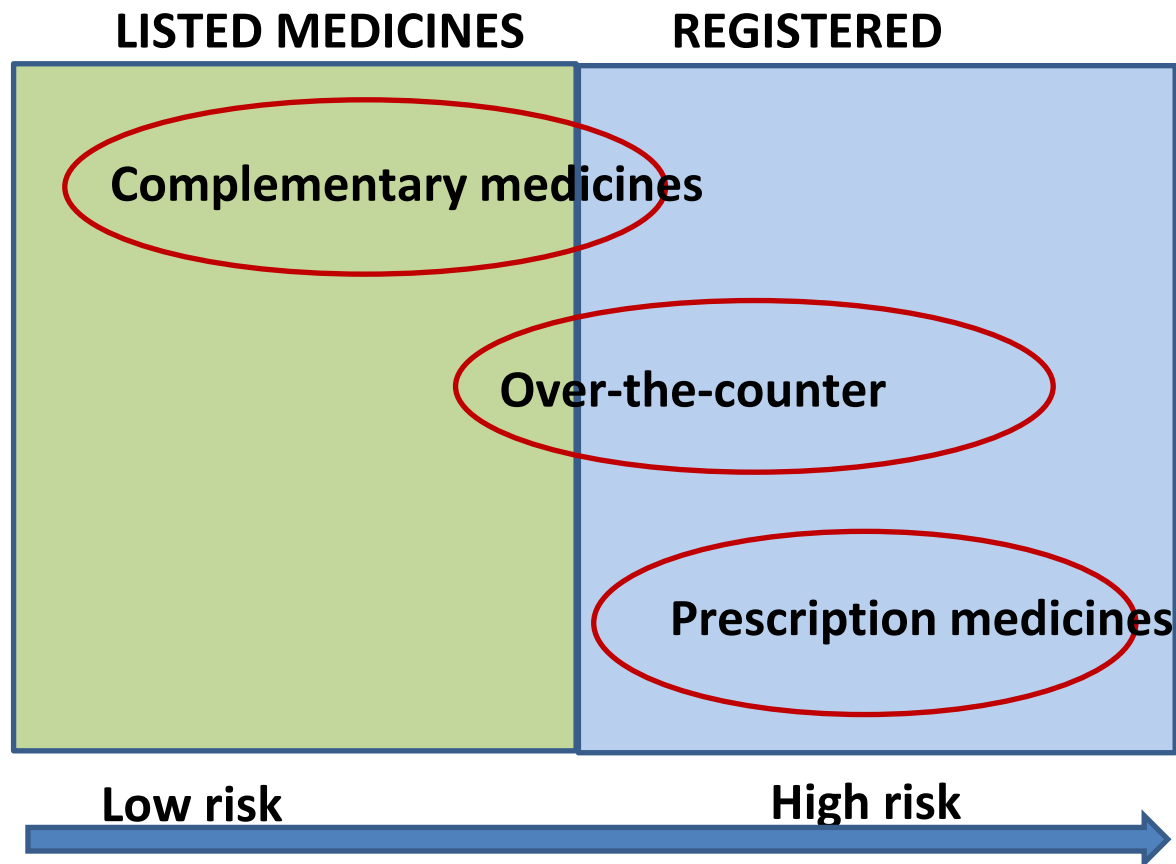 LISTED MEDICINES
REGISTERED
Complementary medicines
Over-the-counter
Prescription medicines
Low risk
High risk